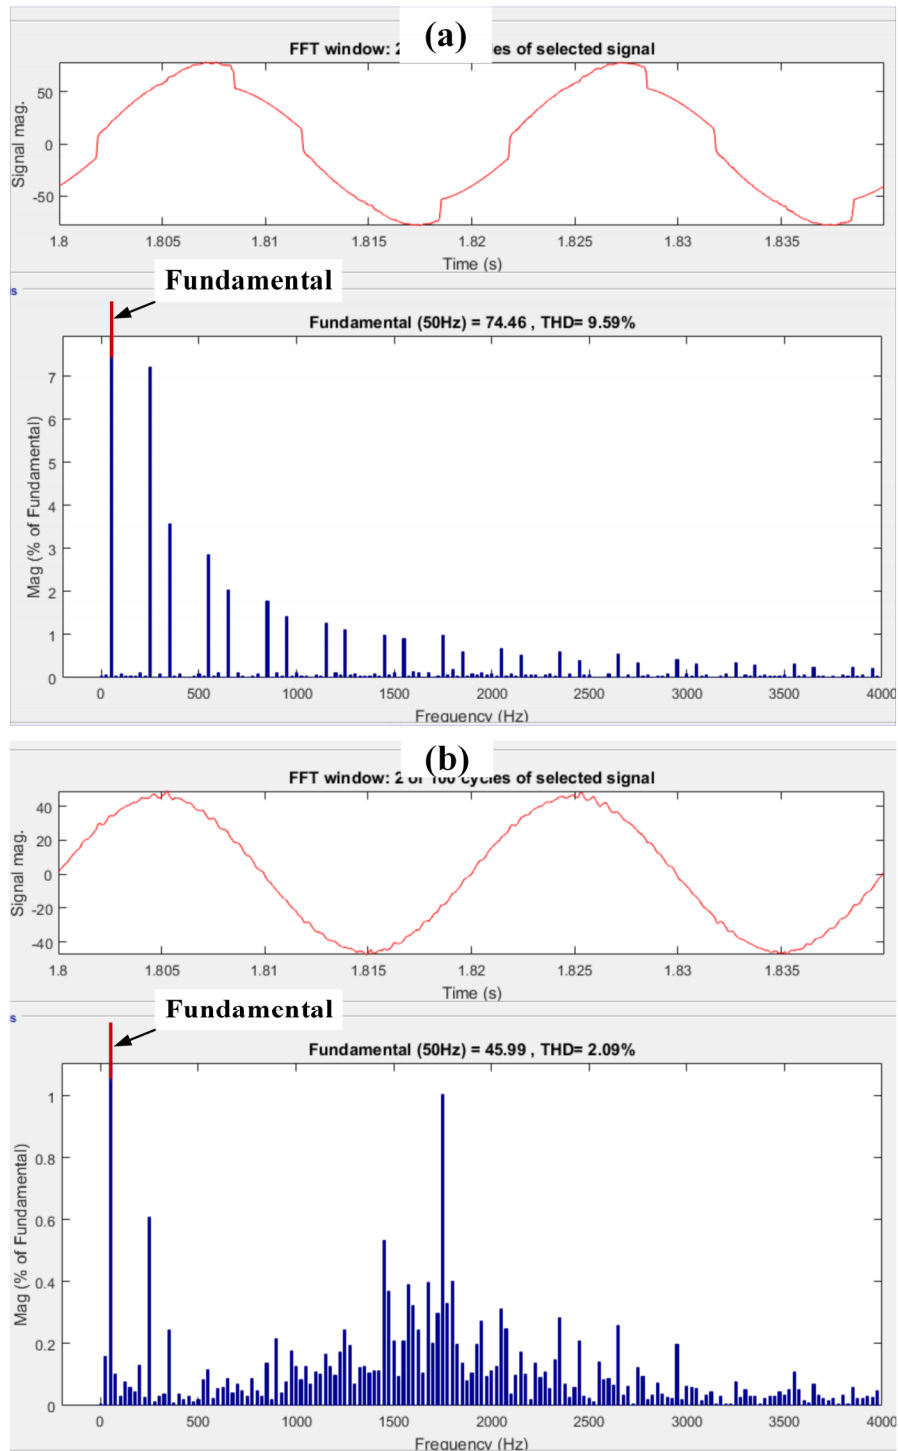 (a)
FFT window: 2 cycles of selected signal
50
0
-50
Signal mag.
1.8 1.805 1.81 1.815 1.82 1.825 1.83 1.835
Time (s)
s
Fundamental
Fundamental (50Hz) = 74.46 , THD= 9.59%
7
6
5
4
3
2
1
0
Mag (% of Fundamental)
0 500 1000 1500 2000 2500 3000 3500 4000
Frequency (Hz)
(b)
FFT window: 2 of 100 cycles of selected signal
40
20
0
-20
-40
Signal mag.
1.8 1.805 1.81 1.815 1.82 1.825 1.83 1.835
Time (s)
s
Fundamental
Fundamental (50Hz) = 45.99 , THD= 2.09%
1
0.8
0.6
0.4
0.2
0
Mag (% of Fundamental)
0 500 1000 1500 2000 2500 3000 3500 4000
Frequency (Hz)